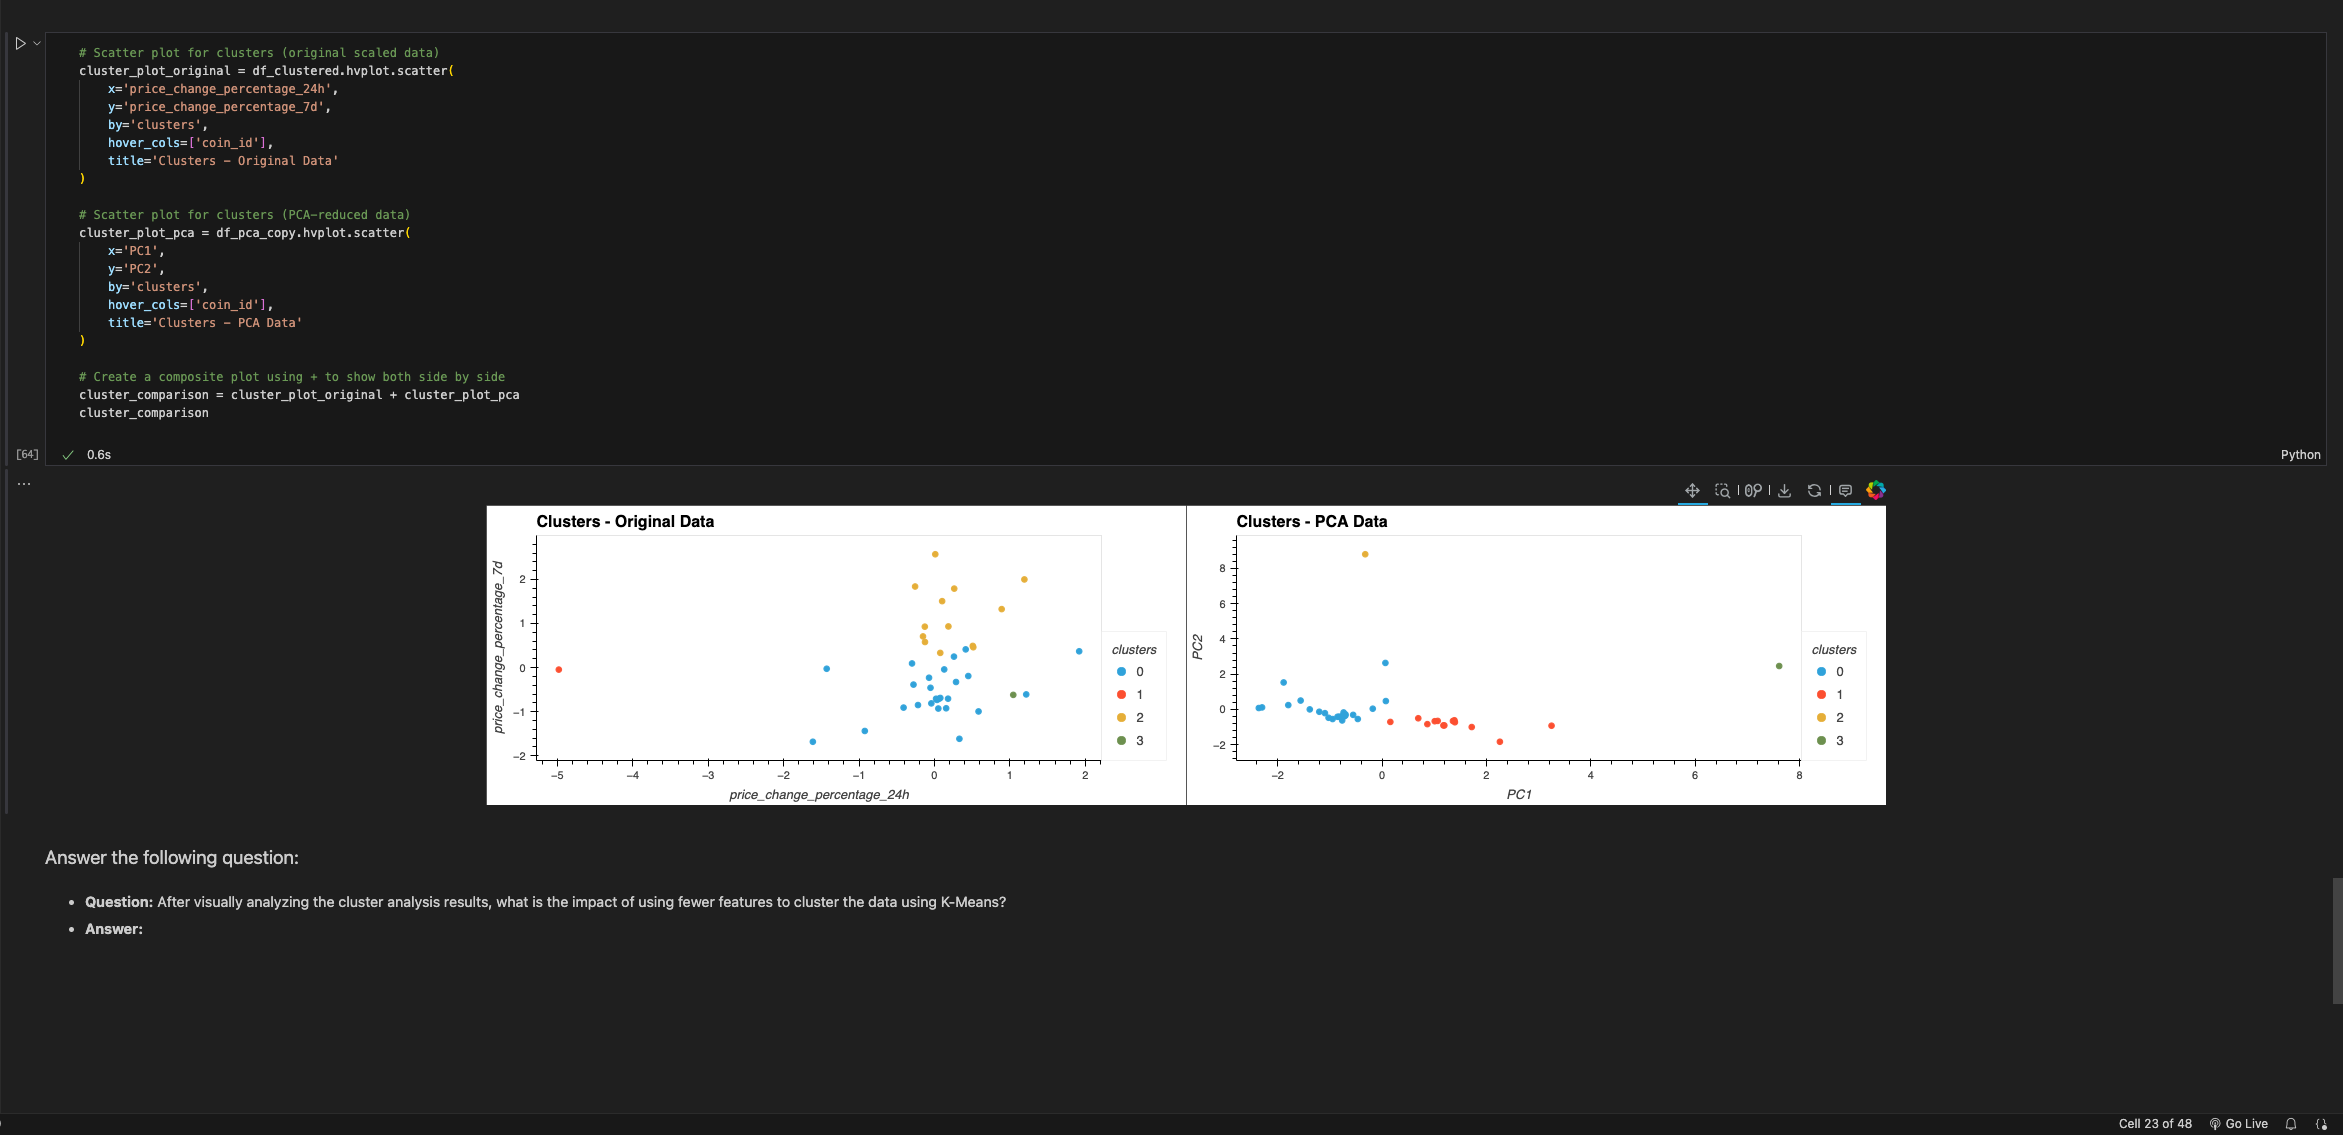 # Scatter plot for clusters (original scaled data)
cluster_plot_original = df_clustered.hvplot.scatter(
    x='price_change_percentage_24h',
    y='price_change_percentage_7d',
    by='clusters',
    hover_cols=['coin_id'],
    title='Clusters - Original Data'
)
# Scatter plot for clusters (PCA-reduced data)
cluster_plot_pca = df_pca_copy.hvplot.scatter(
    x='PC1',
    y='PC2',
    by='clusters',
    hover_cols=['coin_id'],
    title='Clusters - PCA Data'
)
# Create a composite plot using + to show both side by side
cluster_comparison = cluster_plot_original + cluster_plot_pca
cluster_comparison
[64]
0.6s
Python
...
Clusters - Original Data
price_change_percentage_7d
2
1
0
−1
−2
−5 −4 −3 −2 −1 0 1 2
price_change_percentage_24h
clusters
0
1
2
3
Clusters - PCA Data
PC2
8
6
4
2
0
−2
−2 0 2 4 6 8
PC1
clusters
0
1
2
3
Answer the following question:
• Question: After visually analyzing the cluster analysis results, what is the impact of using fewer features to cluster the data using K-Means?
• Answer:
Cell 23 of 48
Go Live